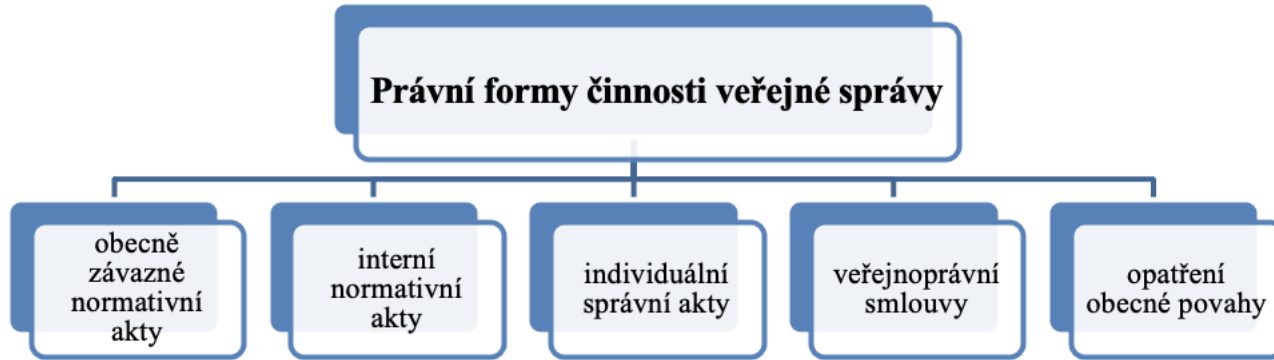 Právní formy činnosti veřejné správy
obecně
závazné
normativní
akty
interní
normativní
akty
individuální
správní akty
veřejnoprávní
smlouvy
opatření
obecné povahy